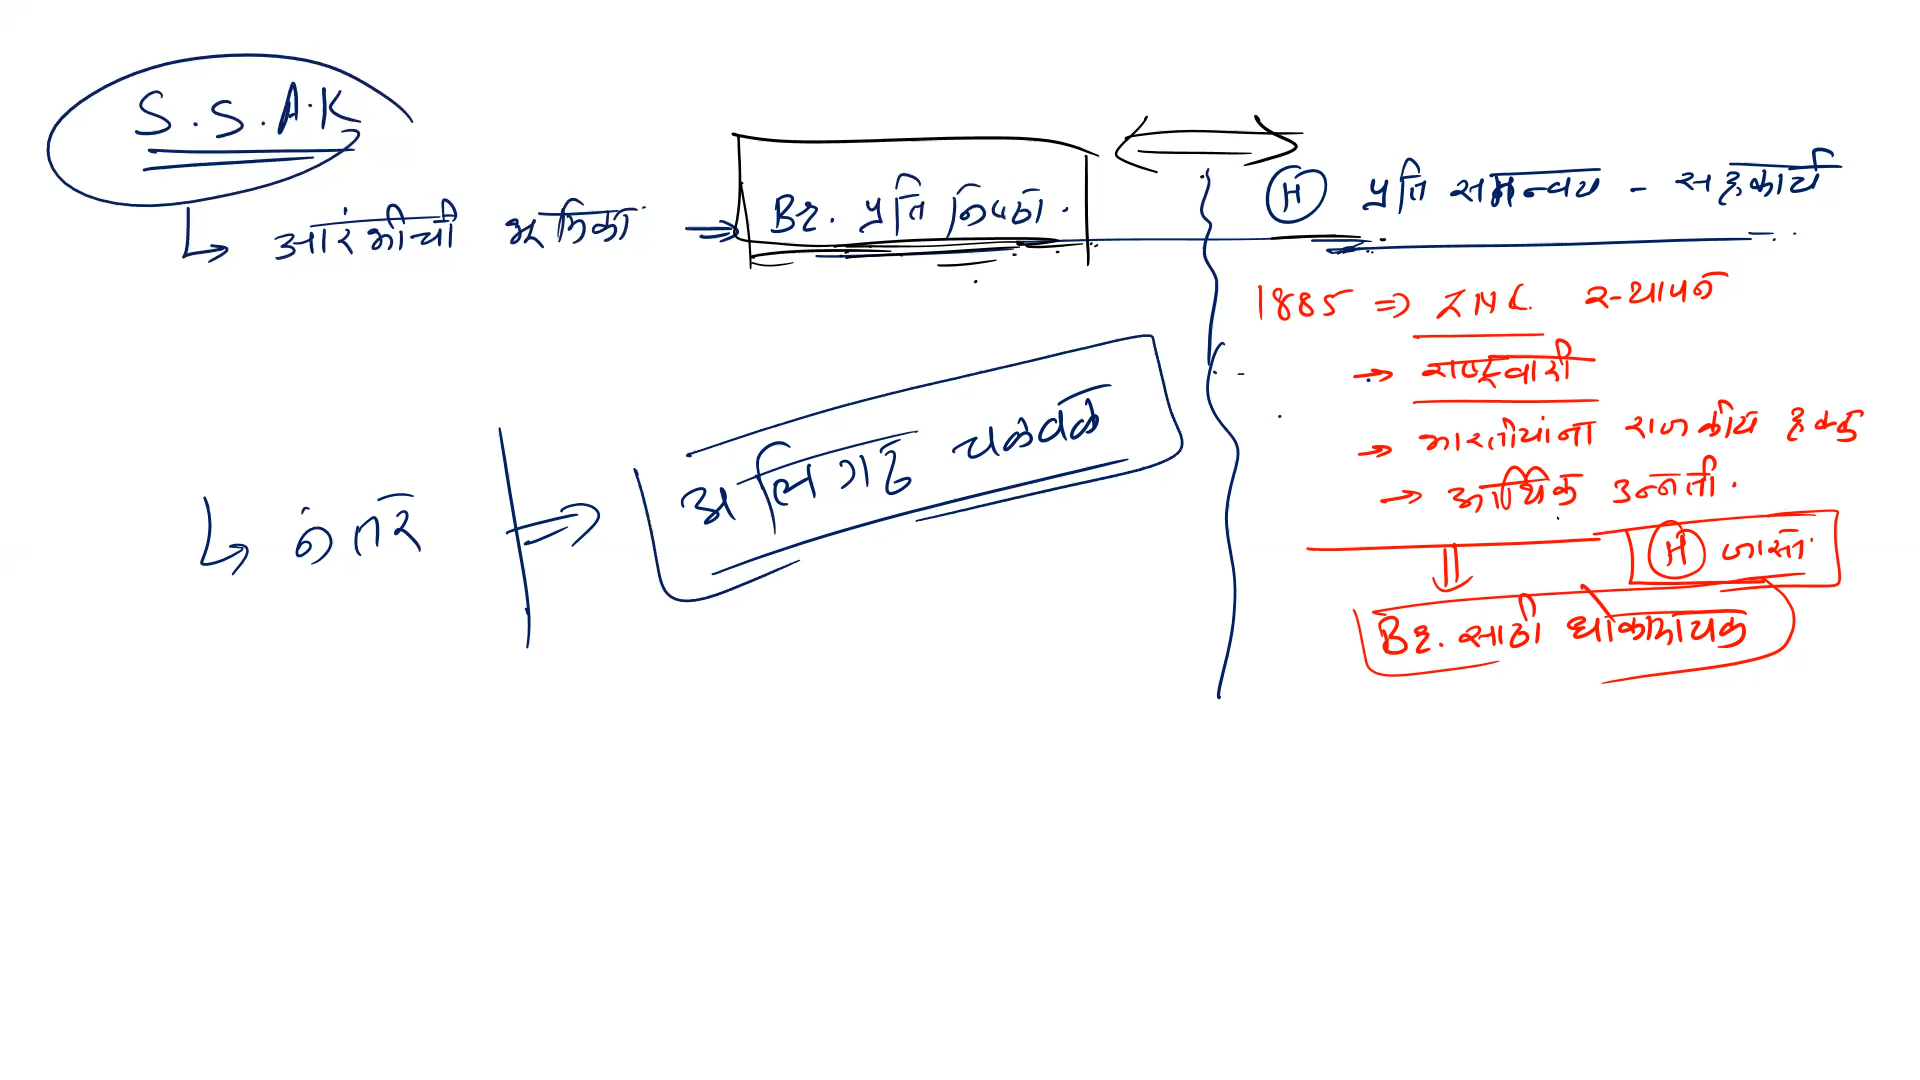 S.S.A.K
आरंभीची भूमिका → Br. प्रति निष्ठा.
(H) प्रति समन्वय - सहकार्य
1885 ⇒ INC. स्थापन
→ राष्ट्रवादी
→ भारतीयांना राजकीय हक्क
→ आर्थिक उन्नती.
(H) जास्त.
Br. साठी धोकादायक
नंतर ⇒ अलिगढ चळवळ